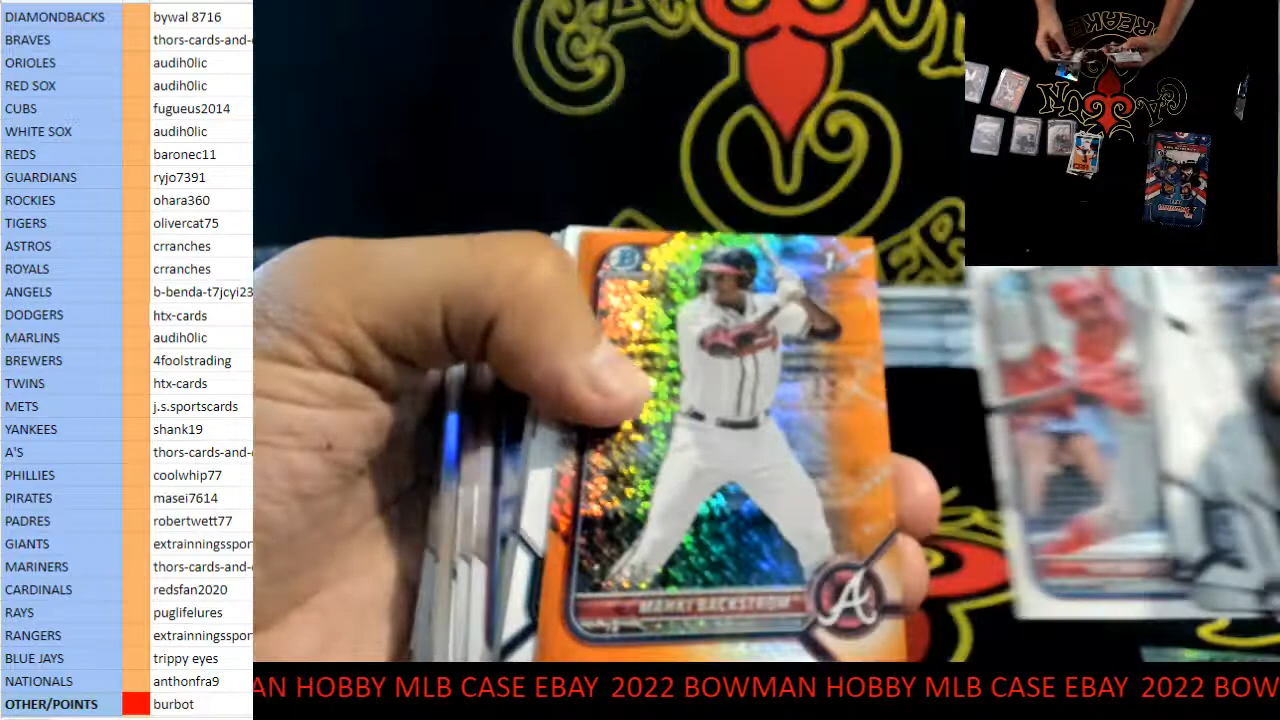 DIAMONDBACKS bywal 8716
BRAVES thors-cards-and-
ORIOLES audih0lic
RED SOX audih0lic
CUBS fugueus2014
WHITE SOX audih0lic
REDS baronec11
GUARDIANS ryjo7391
ROCKIES ohara360
TIGERS olivercat75
ASTROS crranches
ROYALS crranches
ANGELS b-benda-t7jcyi23
DODGERS htx-cards
MARLINS audih0lic
BREWERS 4foolstrading
TWINS htx-cards
METS j.s.sportscards
YANKEES shank19
A'S thors-cards-and-
PHILLIES coolwhip77
PIRATES masei7614
PADRES robertwett77
GIANTS extrainningsspor
MARINERS thors-cards-and-
CARDINALS redsfan2020
RAYS puglifelures
RANGERS extrainningsspor
BLUE JAYS trippy eyes
NATIONALS anthonfra9
OTHER/POINTS burbot
B
1
MAHKI BACKSTROM
A
AN HOBBY MLB CASE EBAY 2022 BOWMAN HOBBY MLB CASE EBAY 2022 BOW